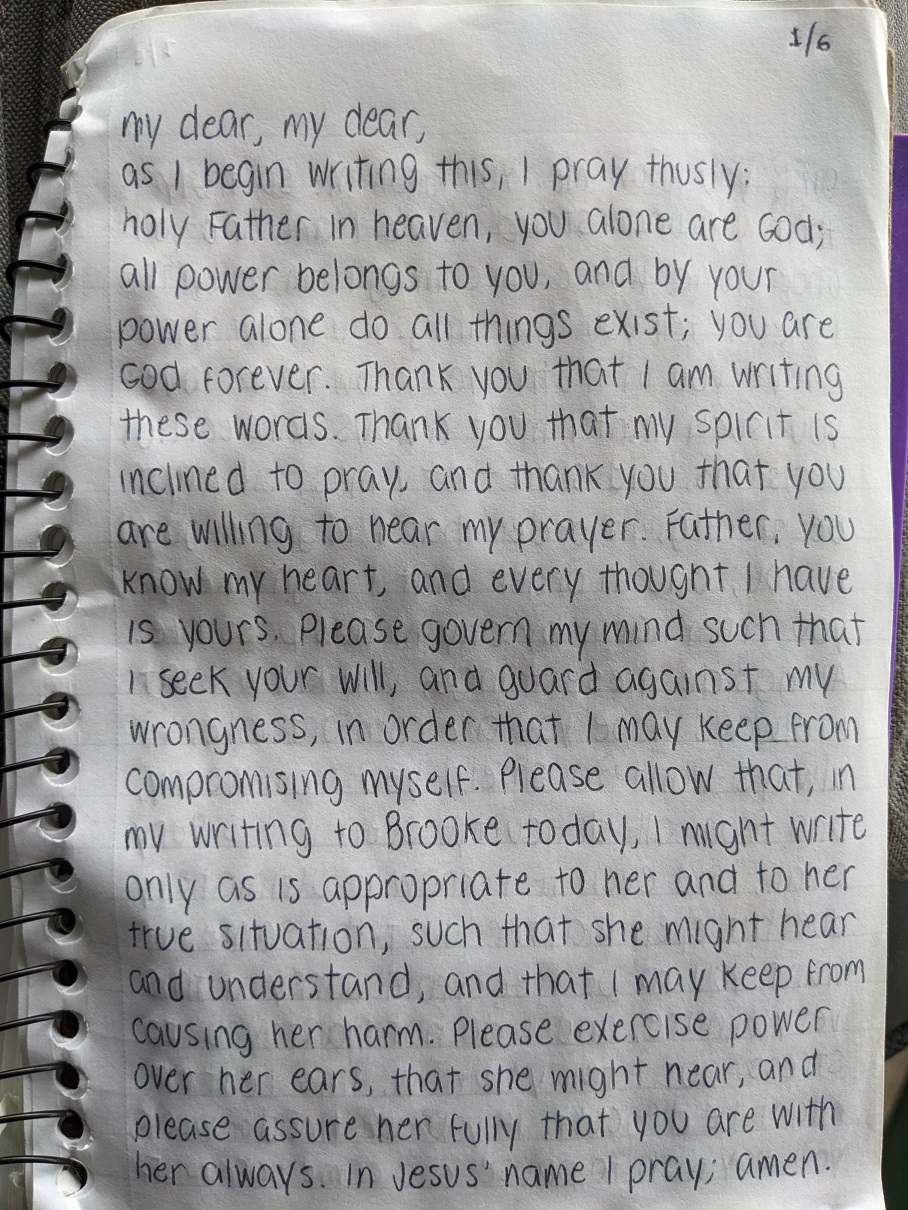 1/6
my dear, my dear,
as I begin writing this, I pray thusly:
holy Father in heaven, you alone are God;
all power belongs to you, and by your
power alone do all things exist; you are
God forever. Thank you that I am writing
these words. Thank you that my spirit is
inclined to pray, and thank you that you
are willing to hear my prayer. Father, you
know my heart, and every thought I have
is yours. Please govern my mind such that
I seek your will, and guard against my
wrongness, in order that I may keep from
compromising myself. Please allow that, in
my writing to Brooke today, I might write
only as is appropriate to her and to her
true situation, such that she might hear
and understand, and that I may keep from
causing her harm. Please exercise power
over her ears, that she might hear, and
please assure her fully that you are with
her always. In Jesus' name I pray; amen.